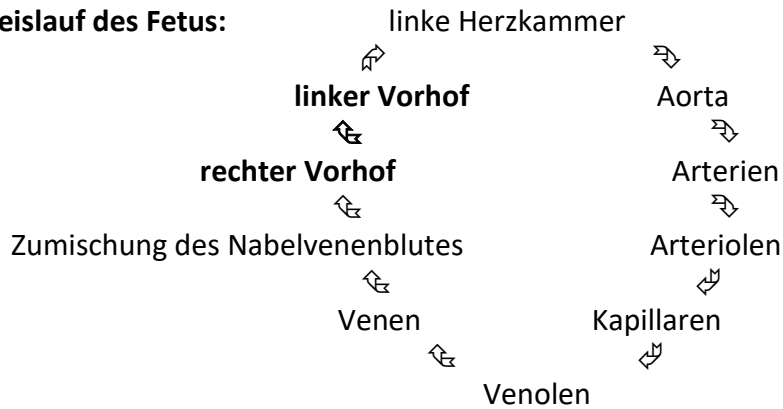 eislauf des Fetus: linke Herzkammer
linker Vorhof Aorta
rechter Vorhof Arterien
Zumischung des Nabelvenenblutes Arteriolen
Venen Kapillaren
Venolen